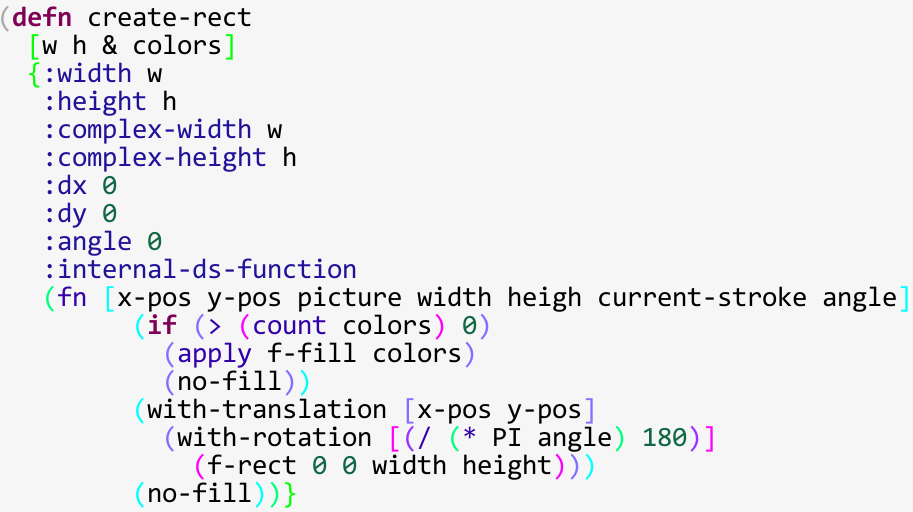 (defn create-rect
  [w h & colors]
  {:width w
   :height h
   :complex-width w
   :complex-height h
   :dx 0
   :dy 0
   :angle 0
   :internal-ds-function
   (fn [x-pos y-pos picture width heigh current-stroke angle]
         (if (> (count colors) 0)
           (apply f-fill colors)
           (no-fill))
         (with-translation [x-pos y-pos]
           (with-rotation [(/ (* PI angle) 180)]
             (f-rect 0 0 width height)))
         (no-fill))}